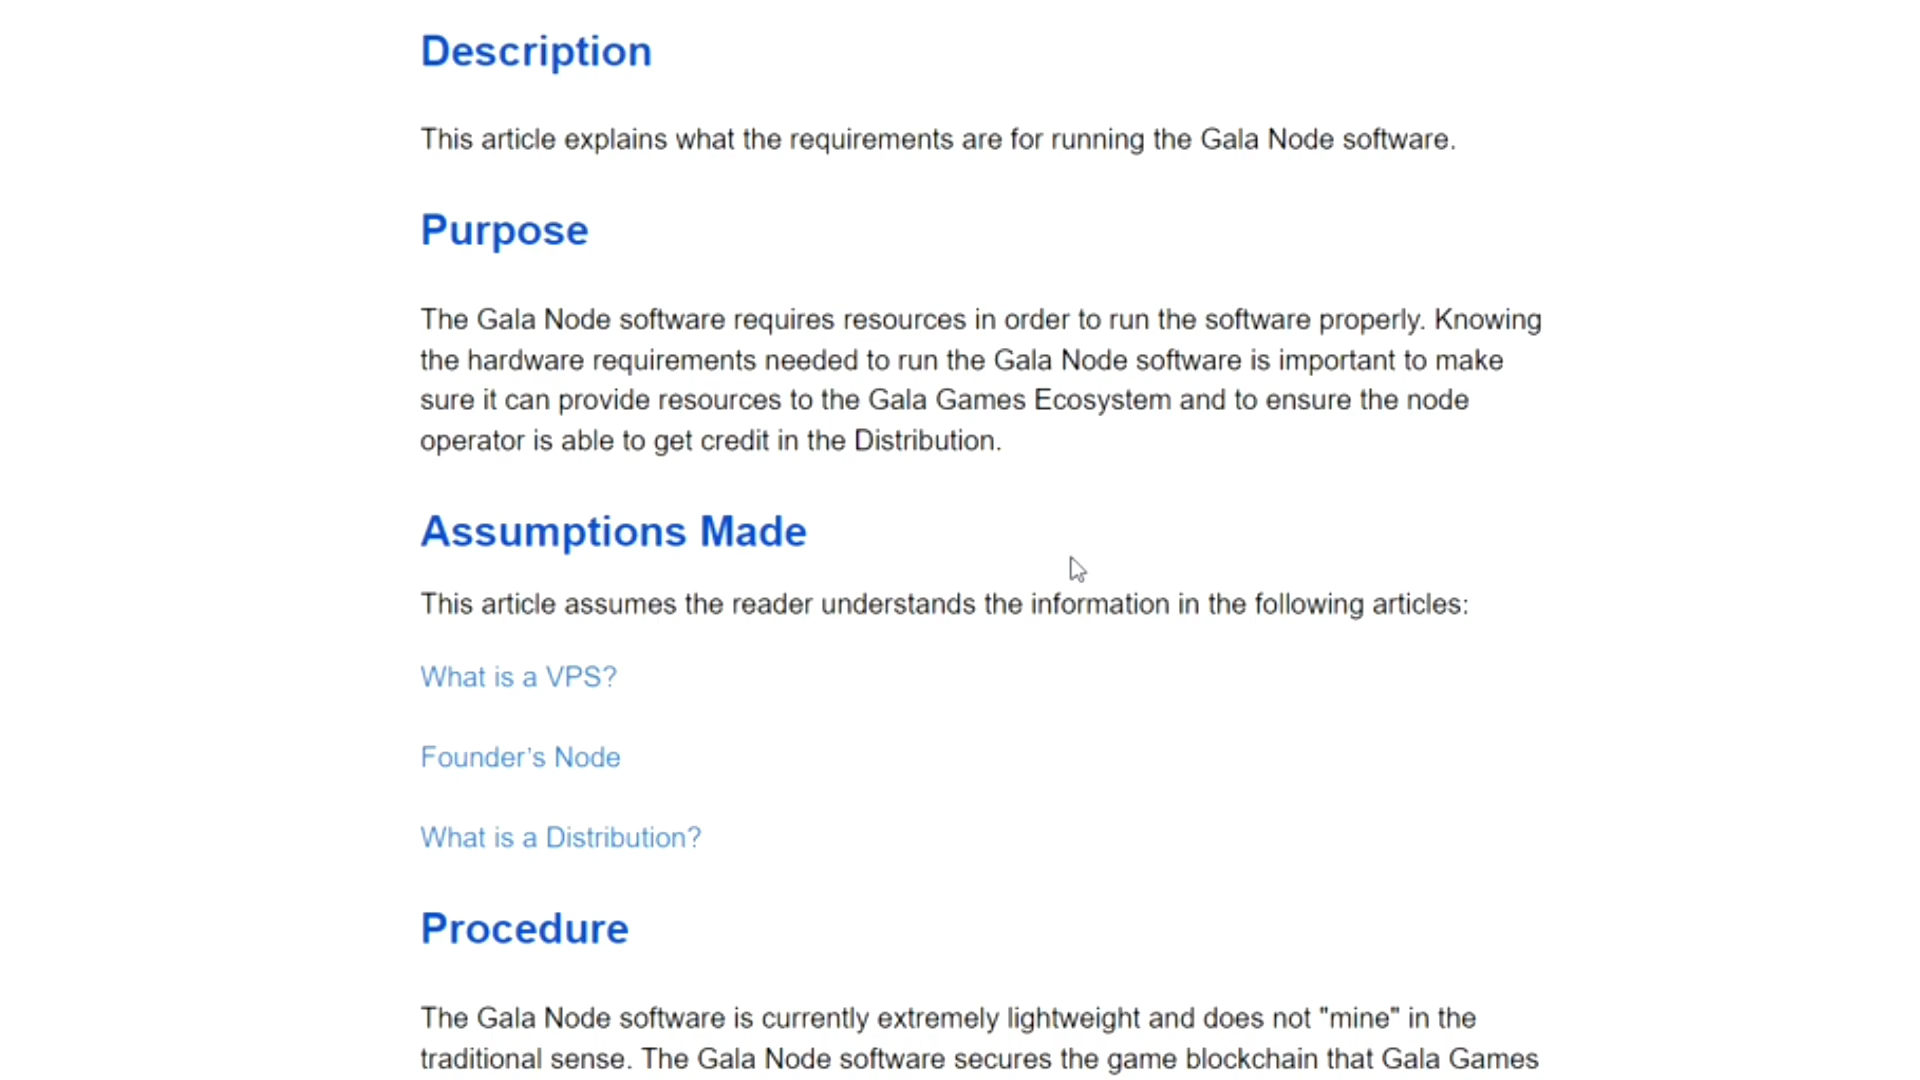 Description
This article explains what the requirements are for running the Gala Node software.
Purpose
The Gala Node software requires resources in order to run the software properly. Knowing
the hardware requirements needed to run the Gala Node software is important to make
sure it can provide resources to the Gala Games Ecosystem and to ensure the node
operator is able to get credit in the Distribution.
Assumptions Made
This article assumes the reader understands the information in the following articles:
What is a VPS?
Founder’s Node
What is a Distribution?
Procedure
The Gala Node software is currently extremely lightweight and does not "mine" in the
traditional sense. The Gala Node software secures the game blockchain that Gala Games